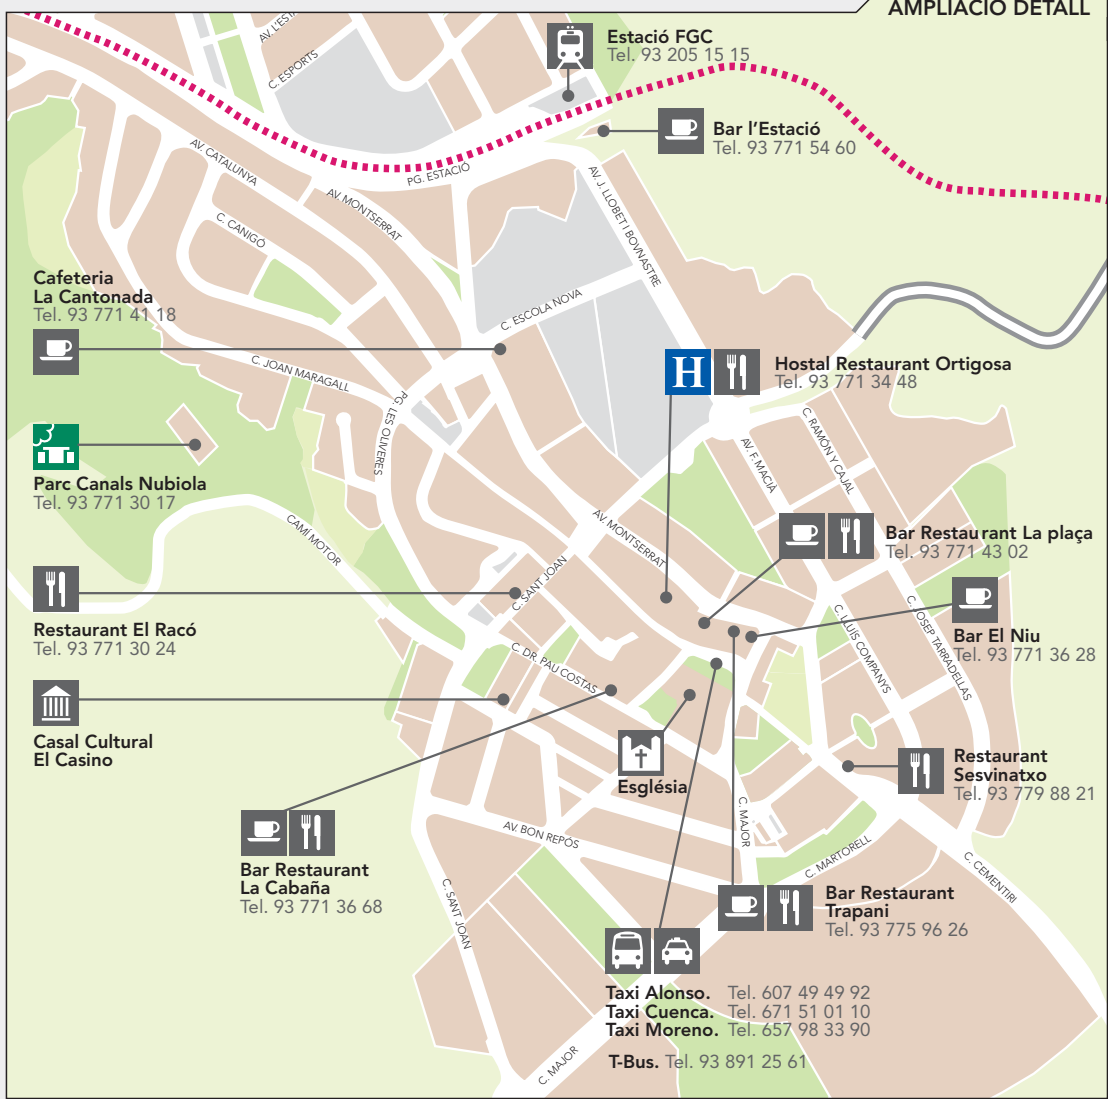 AMPLIACIÓ DETALL
AV. L'ESTA
C. ESPORTS
Estació FGC
Tel. 93 205 15 15
Bar l'Estació
Tel. 93 771 54 60
AV. CATALUNYA
PG. ESTACIÓ
AV. MONTSERRAT
AV. J. LLOBET I BOVNASTRE
C. CANIGÓ
Cafeteria
La Cantonada
Tel. 93 771 41 18
C. ESCOLA NOVA
C. JOAN MARAGALL
H
Hostal Restaurant Ortigosa
Tel. 93 771 34 48
PG. LES OLIVERES
C. RAMÓN Y CAJAL
AV. F. MACIÀ
Parc Canals Nubiola
Tel. 93 771 30 17
CAMÍ MOTOR
AV. MONTSERRAT
Bar Restaurant La plaça
Tel. 93 771 43 02
C. SANT JOAN
Restaurant El Racó
Tel. 93 771 30 24
C. JOSEP TARRADELLAS
C. LLUIS COMPANYS
Bar El Niu
Tel. 93 771 36 28
C. DR. PAU COSTAS
Casal Cultural
El Casino
Església
Restaurant
Sesvinatxo
Tel. 93 779 88 21
C. MAJOR
AV. BON REPÓS
C. MARTORELL
C. CEMENTIRI
Bar Restaurant
La Cabaña
Tel. 93 771 36 68
C. SANT JOAN
Bar Restaurant
Trapani
Tel. 93 775 96 26
Taxi Alonso. Tel. 607 49 49 92
Taxi Cuenca. Tel. 671 51 01 10
Taxi Moreno. Tel. 657 98 33 90
T-Bus. Tel. 93 891 25 61
C. MAJOR